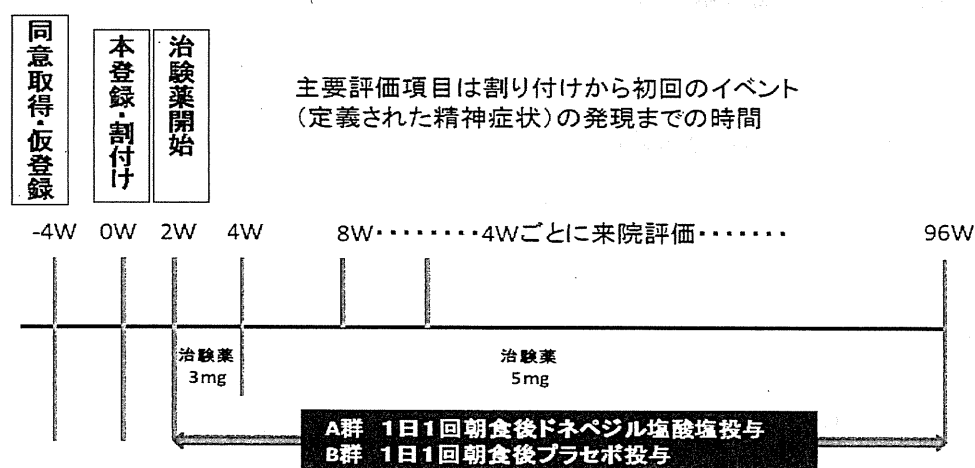 同意取得・仮登録
本登録・割付け
治験薬開始
主要評価項目は割り付けから初回のイベント
（定義された精神症状）の発現までの時間
-4W 0W 2W 4W 8W・・・・・・・・4Wごとに来院評価・・・・・・・ 96W
治験薬
3mg
治験薬
5mg
A群 1日1回朝食後ドネペジル塩酸塩投与
B群 1日1回朝食後プラセボ投与